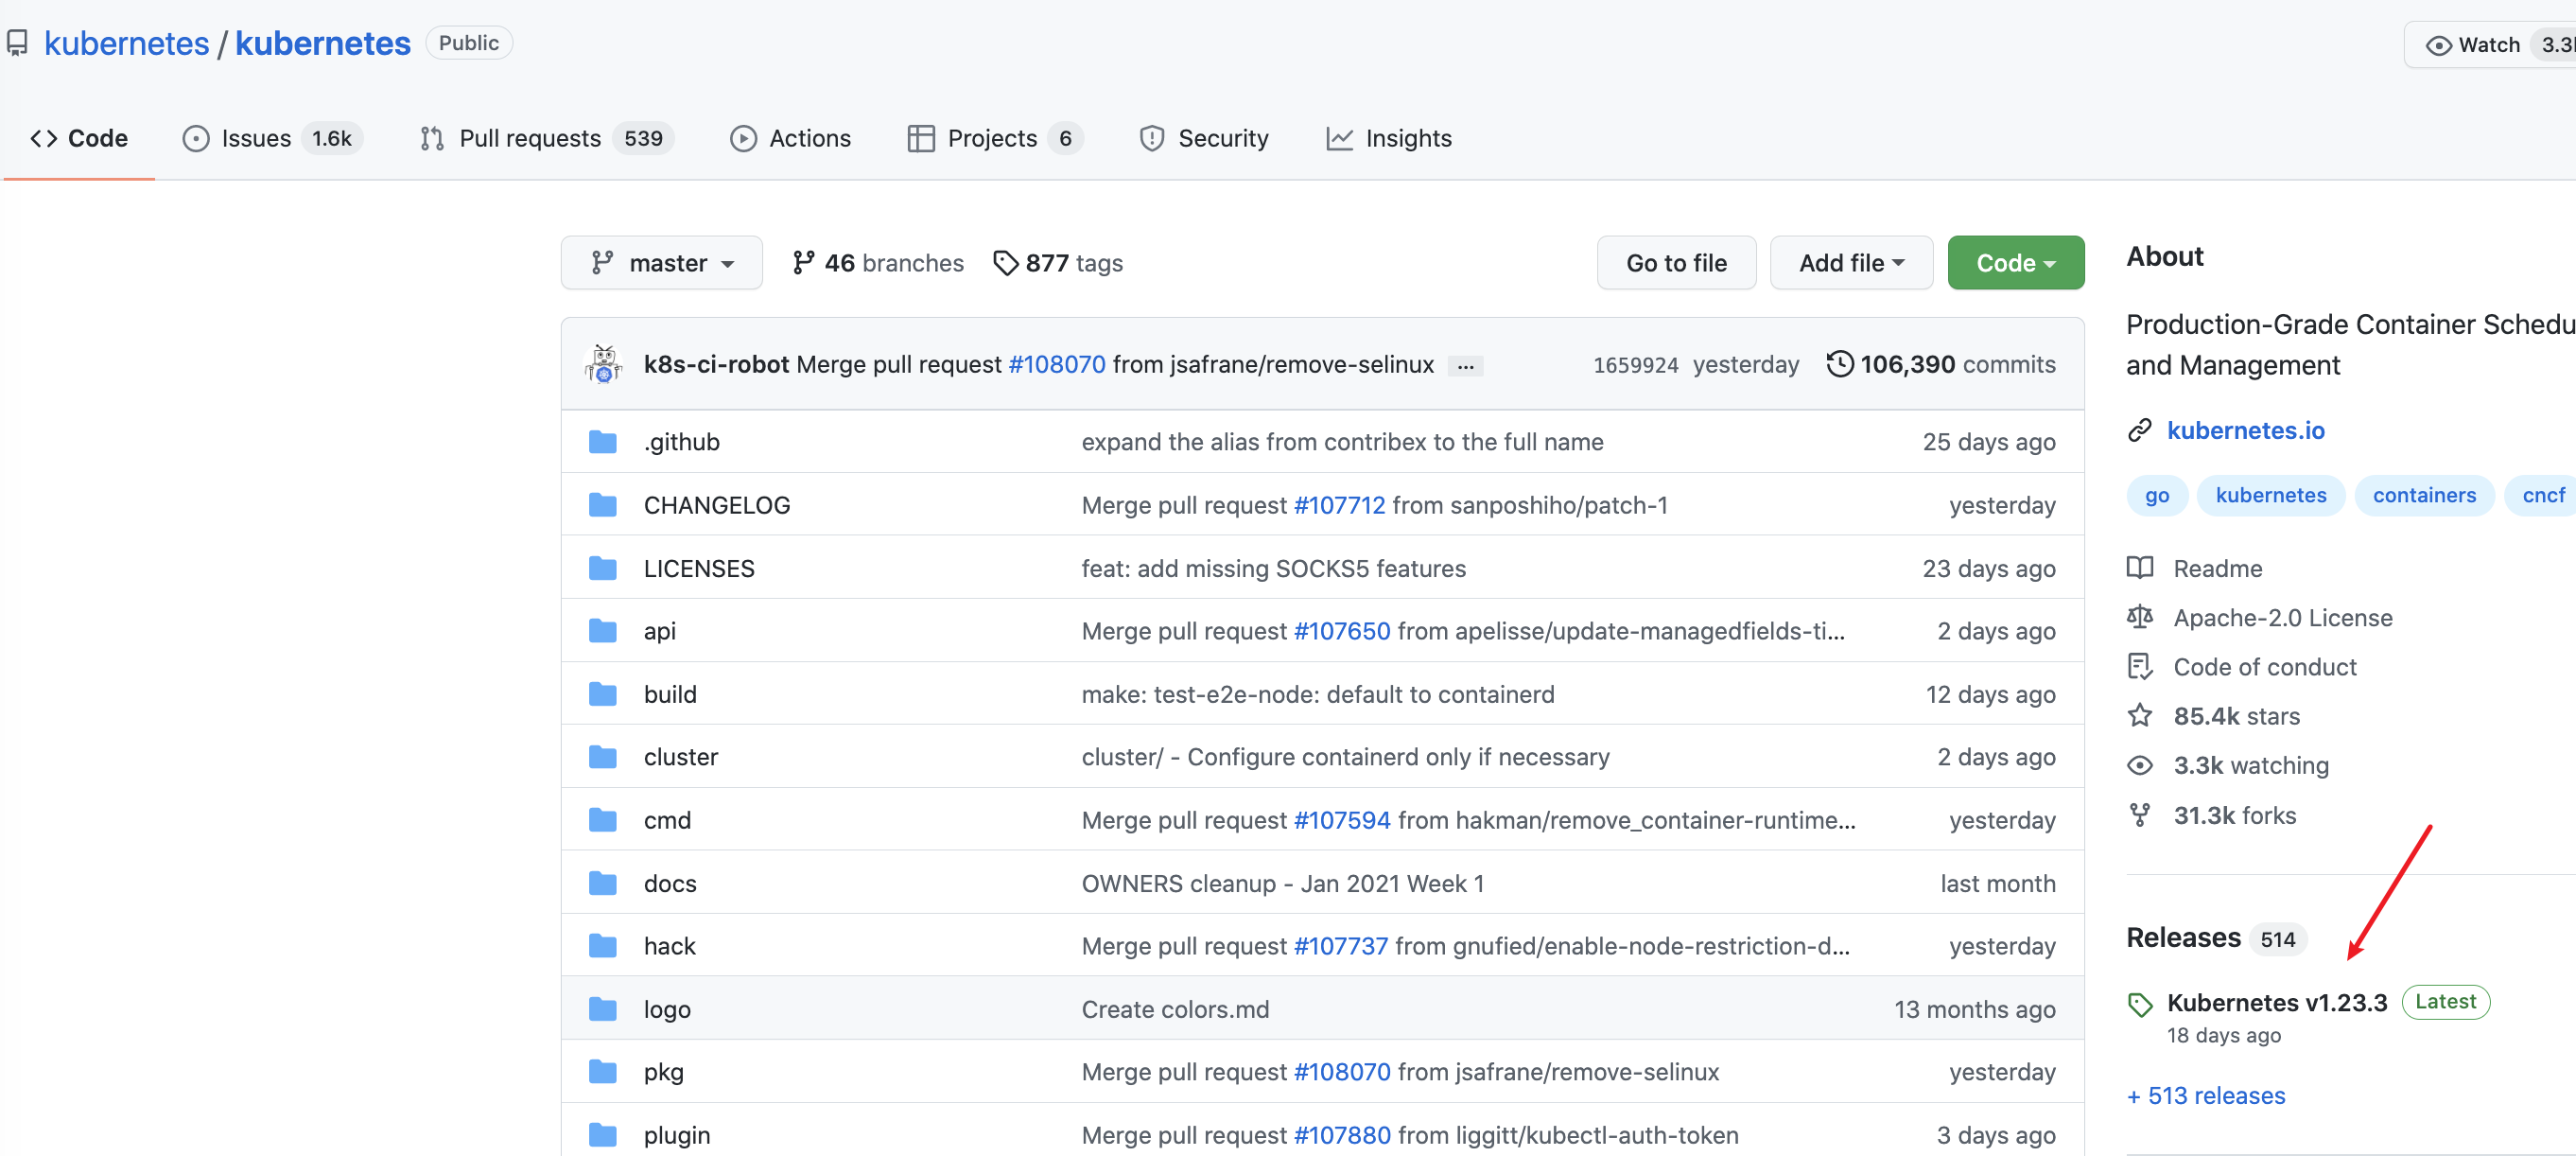 kubernetes / kubernetes Public
Watch 3.3
Code Issues 1.6k Pull requests 539 Actions Projects 6 Security Insights
master 46 branches 877 tags Go to file Add file Code
k8s-ci-robot Merge pull request #108070 from jsafrane/remove-selinux ... 1659924 yesterday 106,390 commits
.github expand the alias from contribex to the full name 25 days ago
CHANGELOG Merge pull request #107712 from sanposhiho/patch-1 yesterday
LICENSES feat: add missing SOCKS5 features 23 days ago
api Merge pull request #107650 from apelisse/update-managedfields-ti... 2 days ago
build make: test-e2e-node: default to containerd 12 days ago
cluster cluster/ - Configure containerd only if necessary 2 days ago
cmd Merge pull request #107594 from hakman/remove_container-runtime... yesterday
docs OWNERS cleanup - Jan 2021 Week 1 last month
hack Merge pull request #107737 from gnufied/enable-node-restriction-d... yesterday
logo Create colors.md 13 months ago
pkg Merge pull request #108070 from jsafrane/remove-selinux yesterday
plugin Merge pull request #107880 from liggitt/kubectl-auth-token 3 days ago
About
Production-Grade Container Schedu
and Management
kubernetes.io
go kubernetes containers cncf
Readme
Apache-2.0 License
Code of conduct
85.4k stars
3.3k watching
31.3k forks
Releases 514
Kubernetes v1.23.3 Latest
18 days ago
+ 513 releases